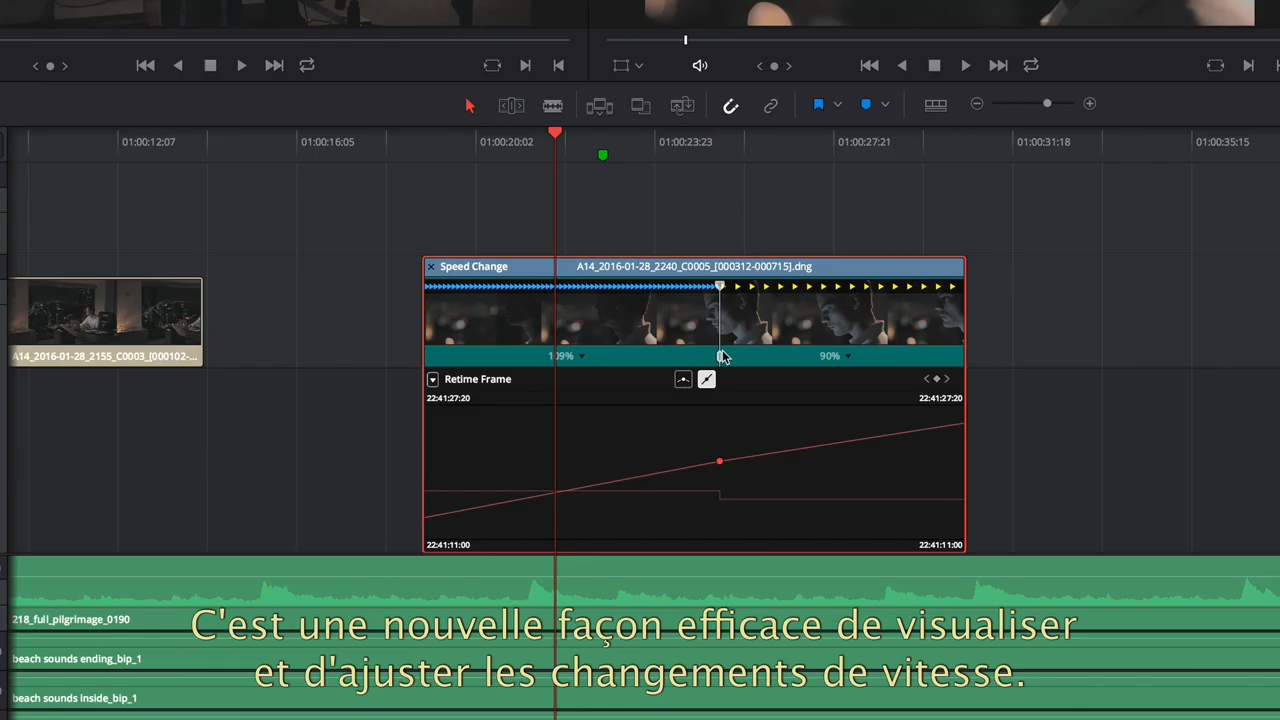 01:00:12:07
01:00:16:05
01:00:20:02
01:00:23:23
01:00:27:21
01:00:31:18
01:00:35:15
Speed Change
A14_2016-01-28_2240_C0005_[000312-000715].dng
A14_2016-01-28_2155_C0003_[000102-...
109%
90%
Retime Frame
22:41:27:20
22:41:27:20
22:41:11:00
22:41:11:00
218_full_pilgrimage_0190
beach sounds ending_bip_1
beach sounds inside_bip_1
C'est une nouvelle façon efficace de visualiser
et d'ajuster les changements de vitesse.